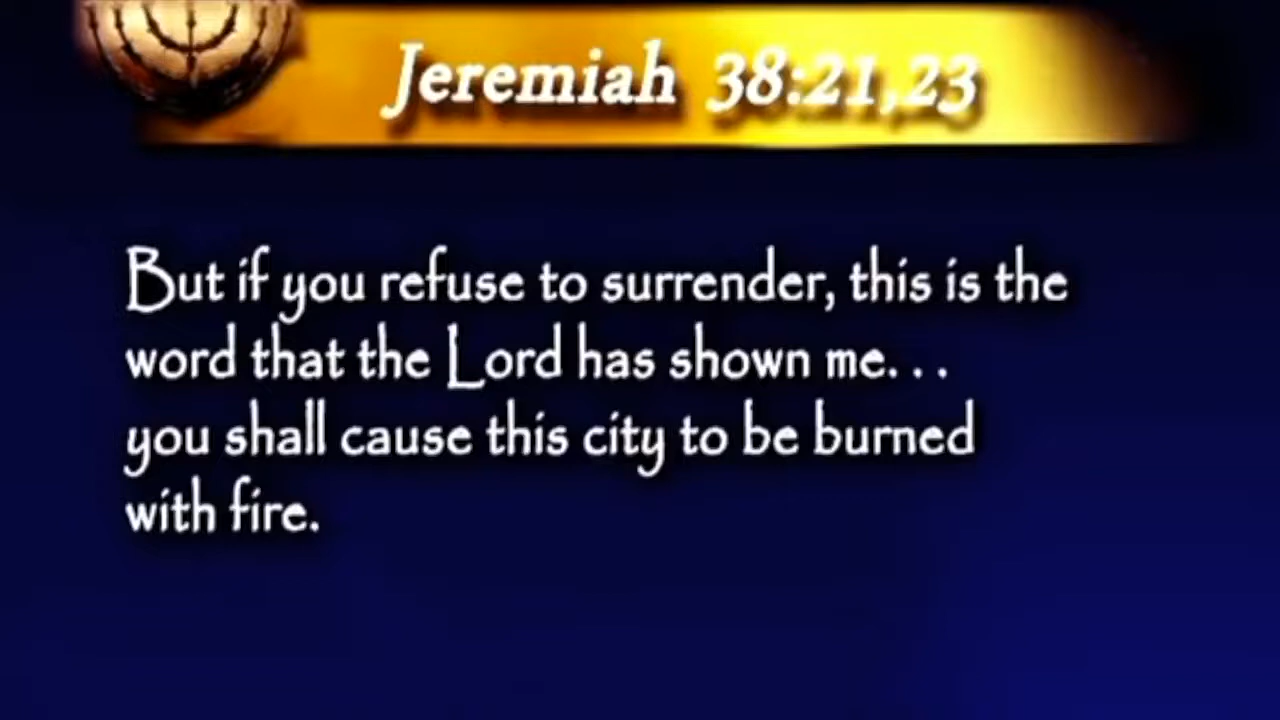 Jeremiah 38:21,23
But if you refuse to surrender, this is the
word that the Lord has shown me. . .
you shall cause this city to be burned
with fire.